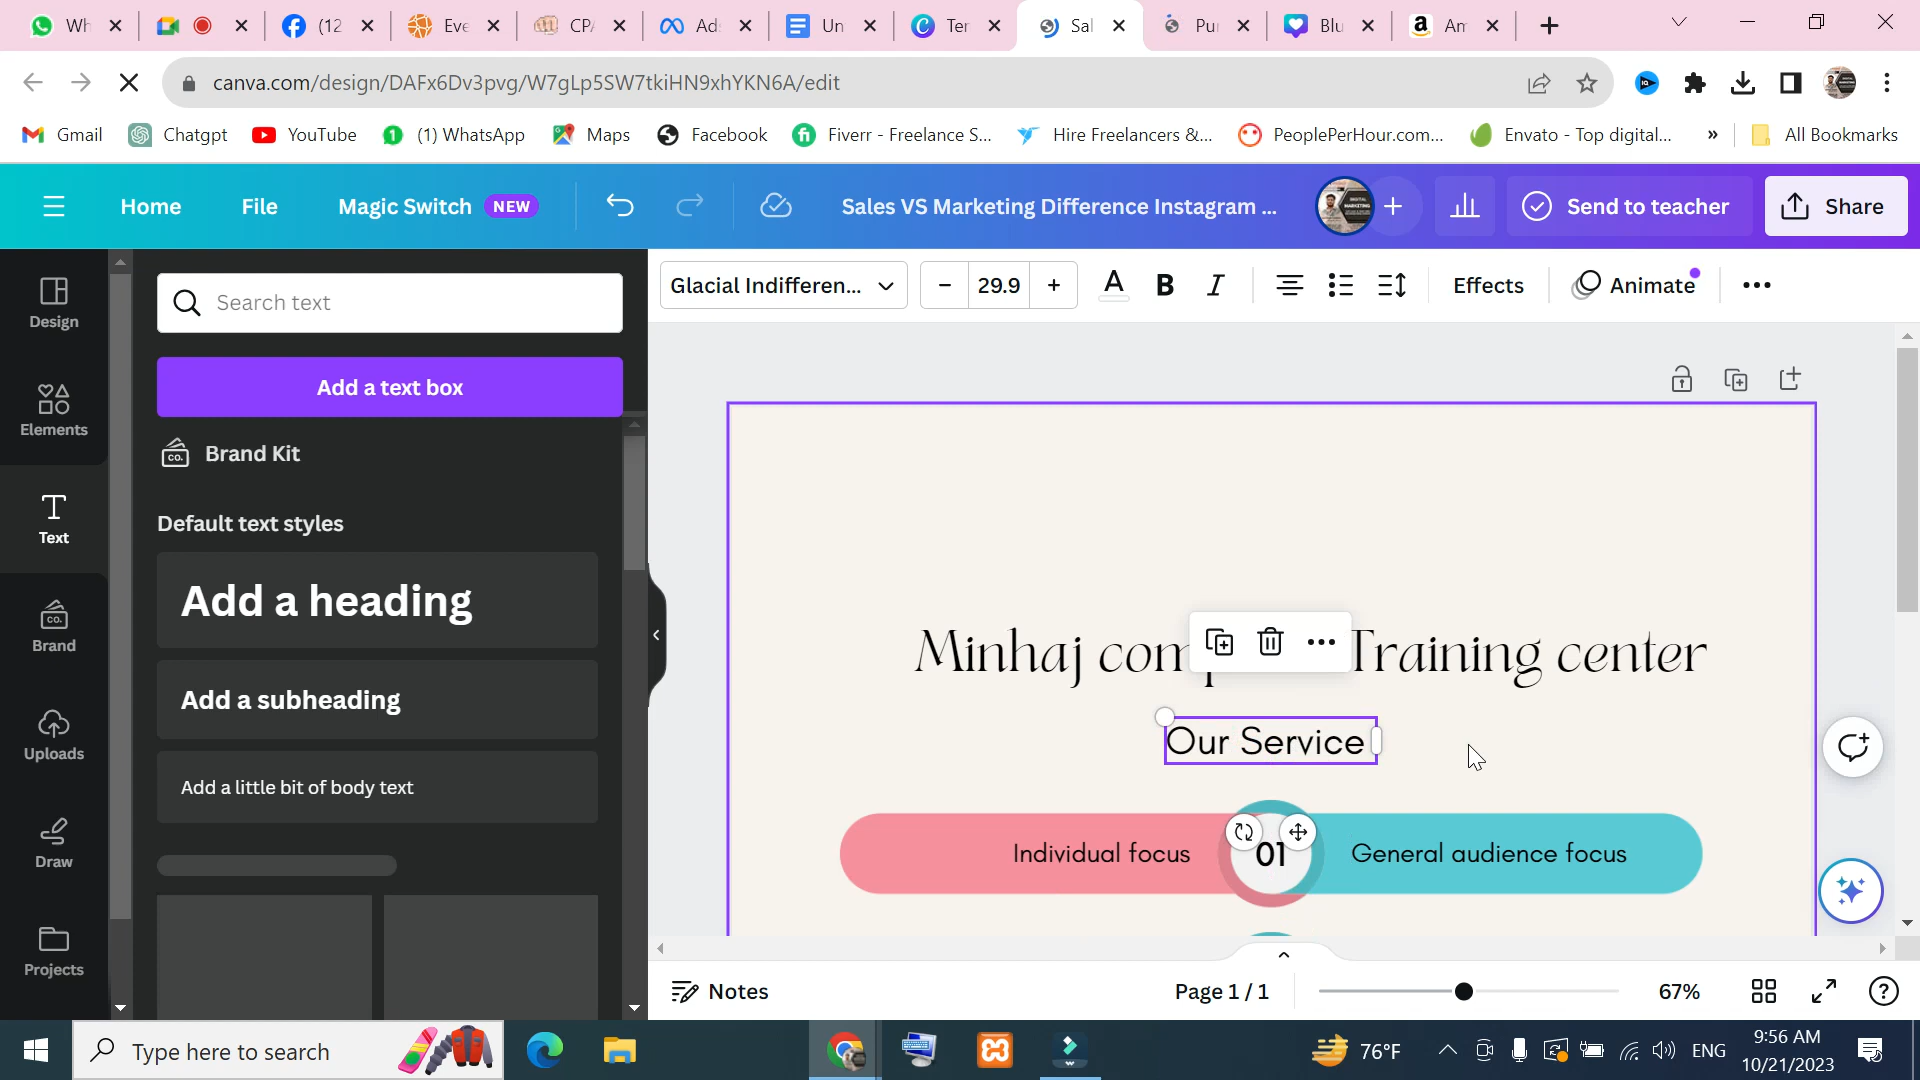 Wh
(12
Eve
CP/
Ad
Un
Ter
Sal
Pu
Blu
Am
canva.com/design/DAFx6Dv3pvg/W7gLp5SW7tkiHN9xhYKN6A/edit
Gmail
Chatgpt
YouTube
(1) WhatsApp
Maps
Facebook
Fiverr - Freelance S...
Hire Freelancers &...
PeoplePerHour.com...
Envato - Top digital...
»
All Bookmarks
Home
File
Magic Switch NEW
Sales VS Marketing Difference Instagram ...
Send to teacher
Share
Design
Elements
Text
Brand
Uploads
Draw
Projects
Search text
Add a text box
Brand Kit
Default text styles
Add a heading
Add a subheading
Add a little bit of body text
Glacial Indifferen...
– 29.9 +
A B I
Effects
Animate
Minhaj com Training center
Our Service
Individual focus
01
General audience focus
Notes
Page 1 / 1
67%
Type here to search
76°F
ENG
9:56 AM
10/21/2023